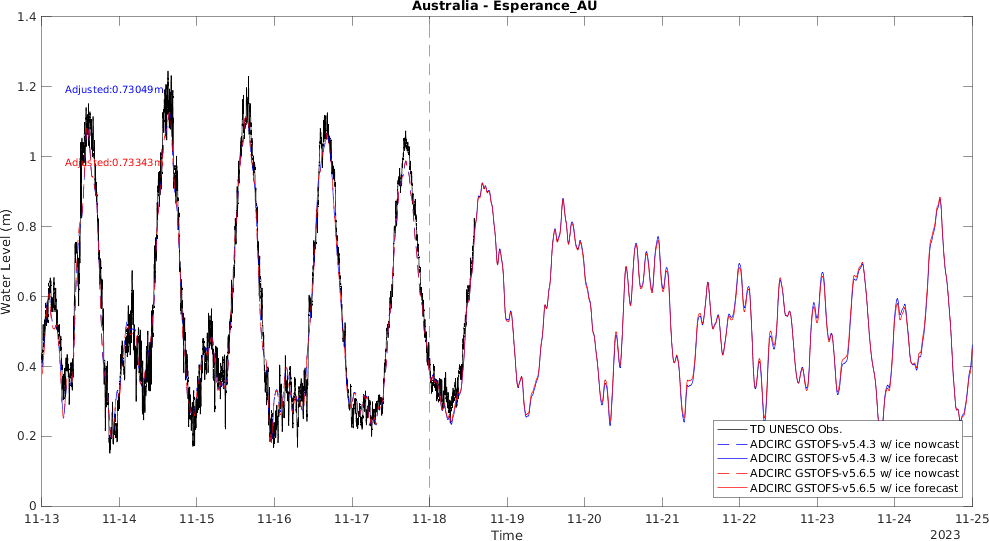 Australia - Esperance_AU
1.4
1.2
1
0.8
0.6
0.4
0.2
0
Water Level (m)
Adjusted:0.73049m
Adjusted:0.73343m
TD UNESCO Obs.
ADCIRC GSTOFS-v5.4.3 w/ ice nowcast
ADCIRC GSTOFS-v5.4.3 w/ ice forecast
ADCIRC GSTOFS-v5.6.5 w/ ice nowcast
ADCIRC GSTOFS-v5.6.5 w/ ice forecast
11-13 11-14 11-15 11-16 11-17 11-18 11-19 11-20 11-21 11-22 11-23 11-24 11-25
Time
2023